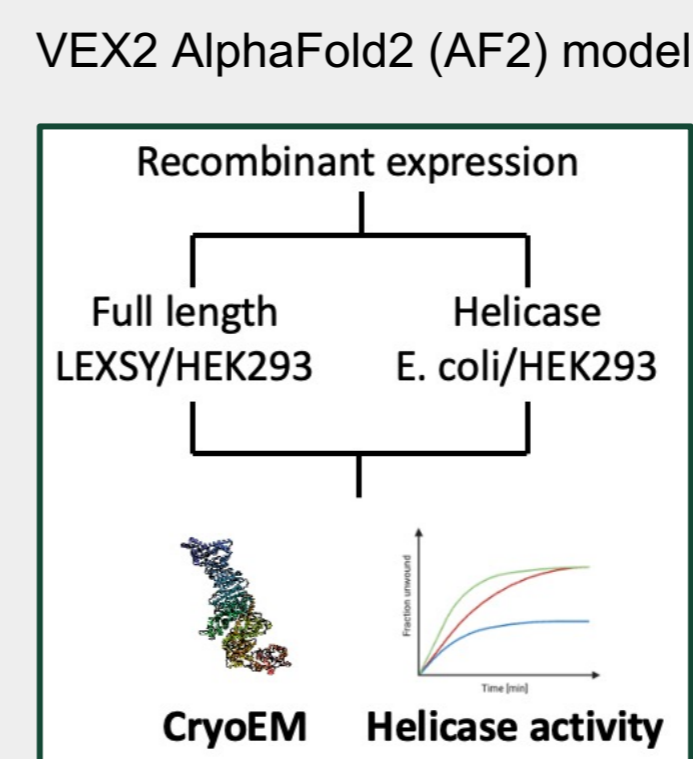 VEX2 AlphaFold2 (AF2) model
Recombinant expression
Full length
LEXSY/HEK293
Helicase
E. coli/HEK293
Fraction unwound
Time [min]
CryoEM
Helicase activity